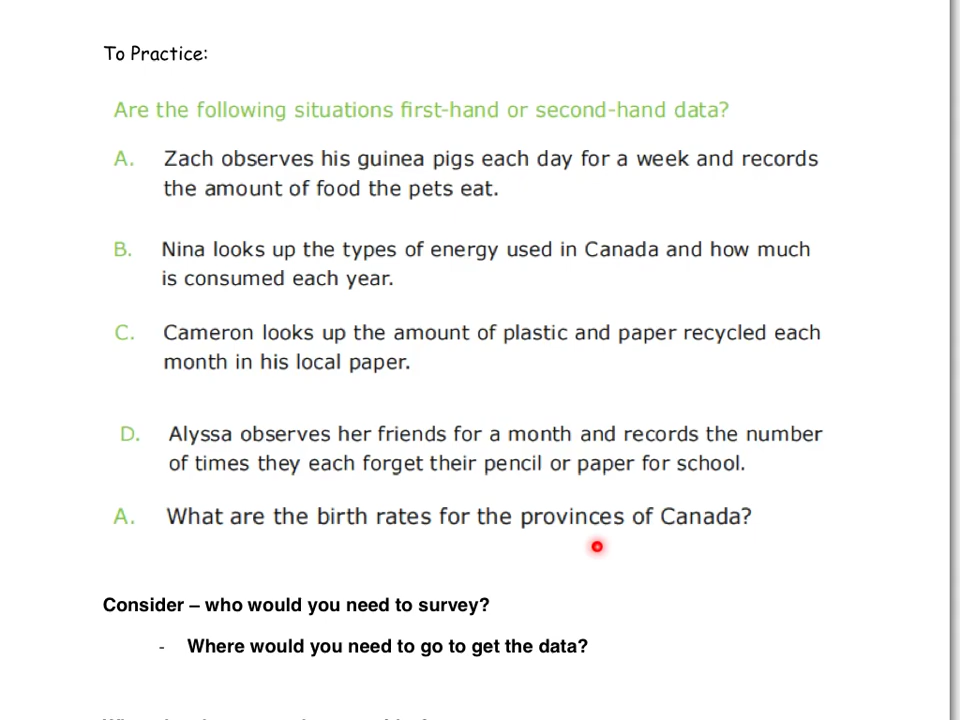 To Practice:
Are the following situations first-hand or second-hand data?
A. Zach observes his guinea pigs each day for a week and records
the amount of food the pets eat.
B. Nina looks up the types of energy used in Canada and how much
is consumed each year.
C. Cameron looks up the amount of plastic and paper recycled each
month in his local paper.
D. Alyssa observes her friends for a month and records the number
of times they each forget their pencil or paper for school.
A. What are the birth rates for the provinces of Canada?
Consider – who would you need to survey?
- Where would you need to go to get the data?